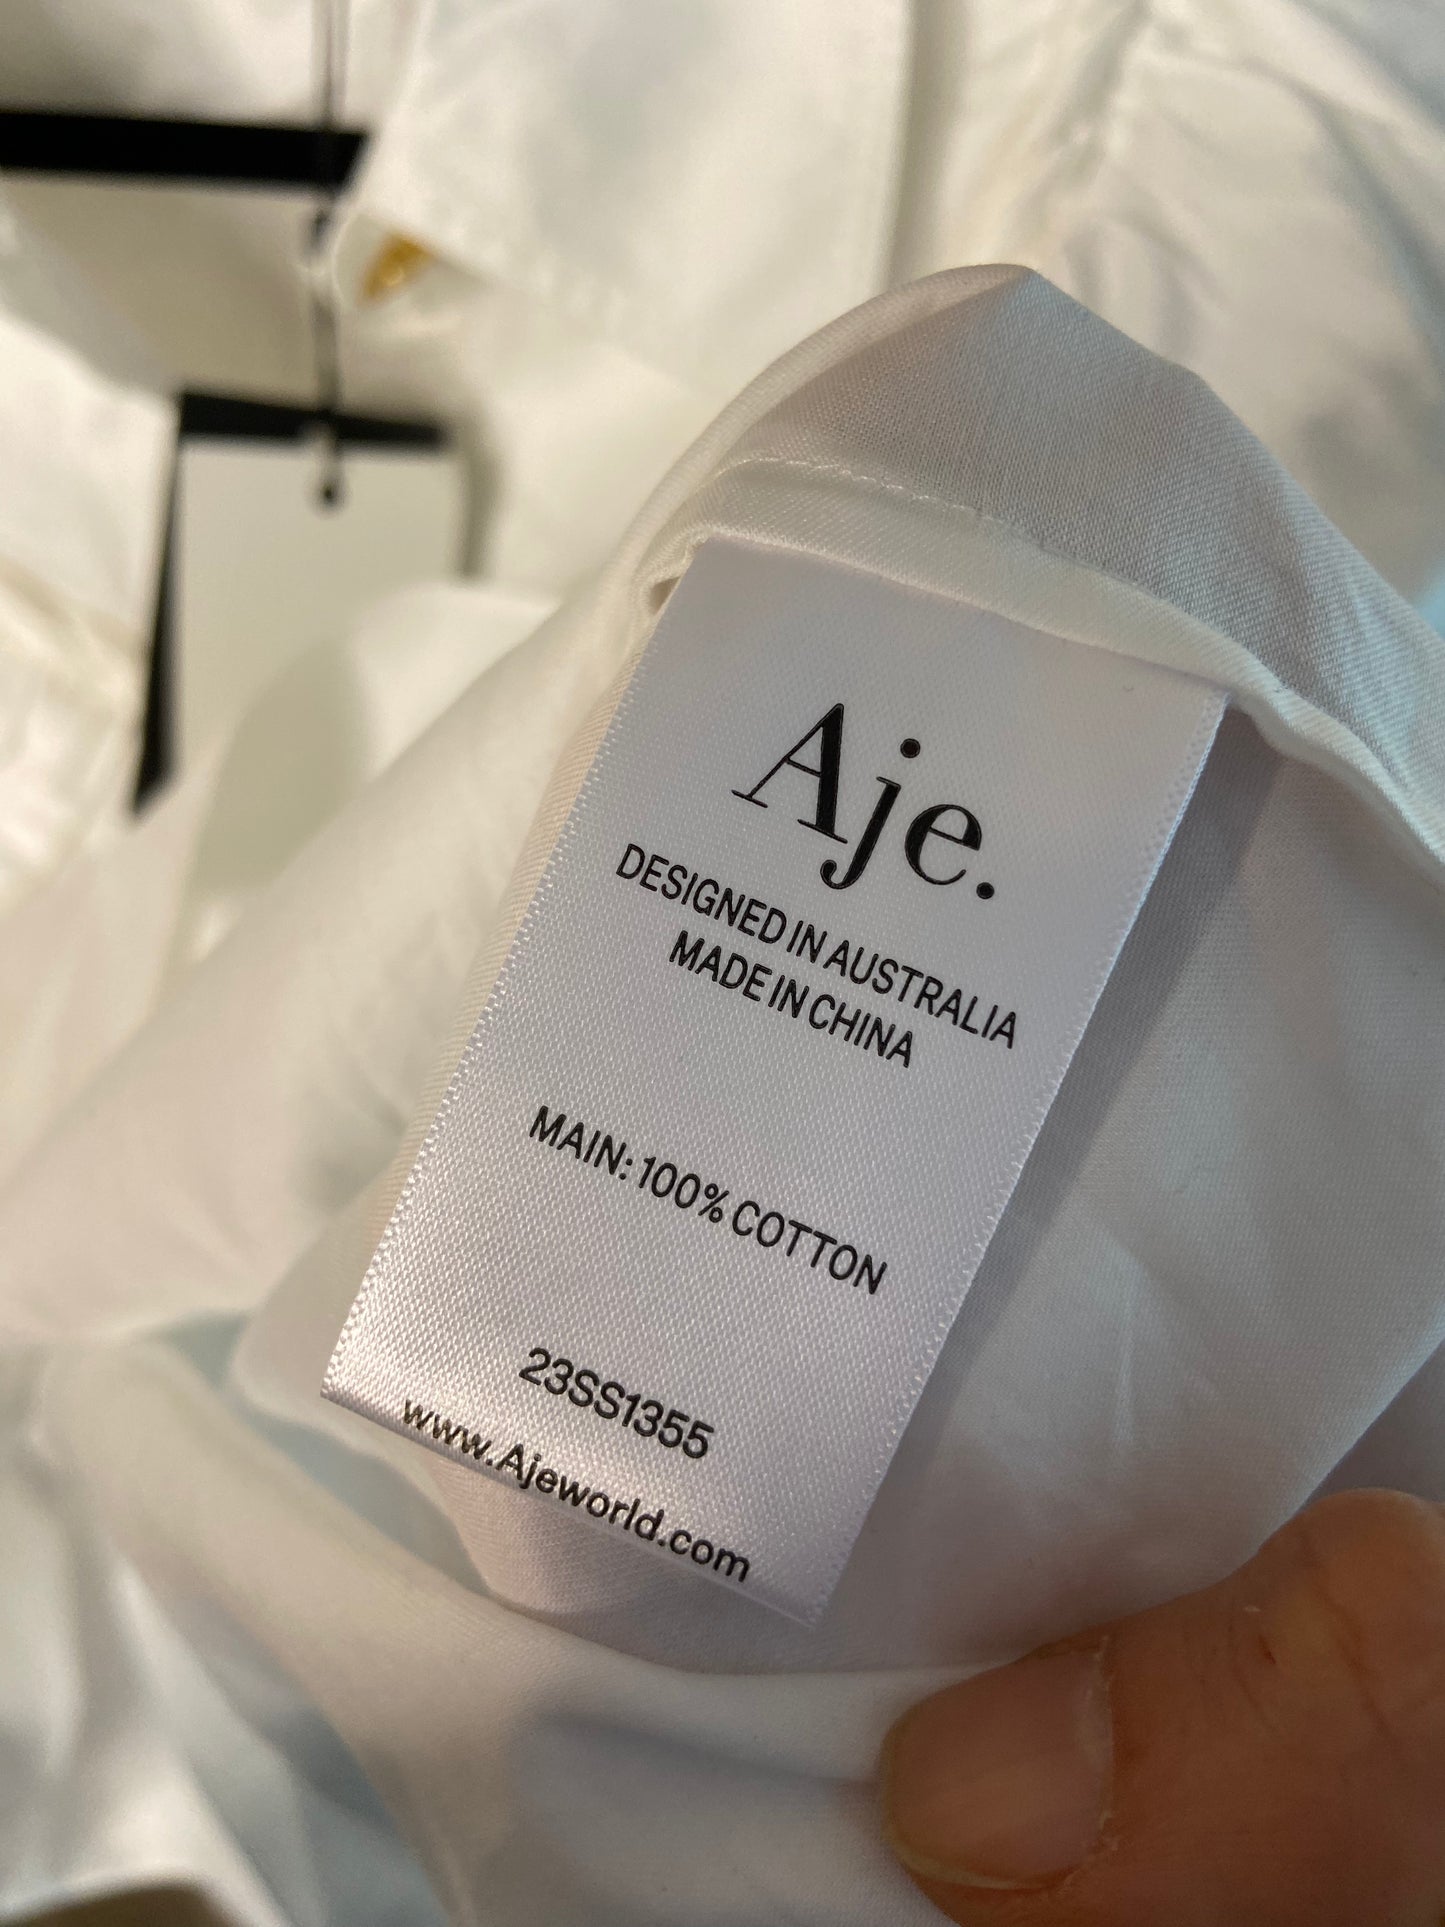 Aje.
DESIGNED IN AUSTRALIA
MADE IN CHINA
MAIN: 100% COTTON
23SS1355
www.Ajeworld.com